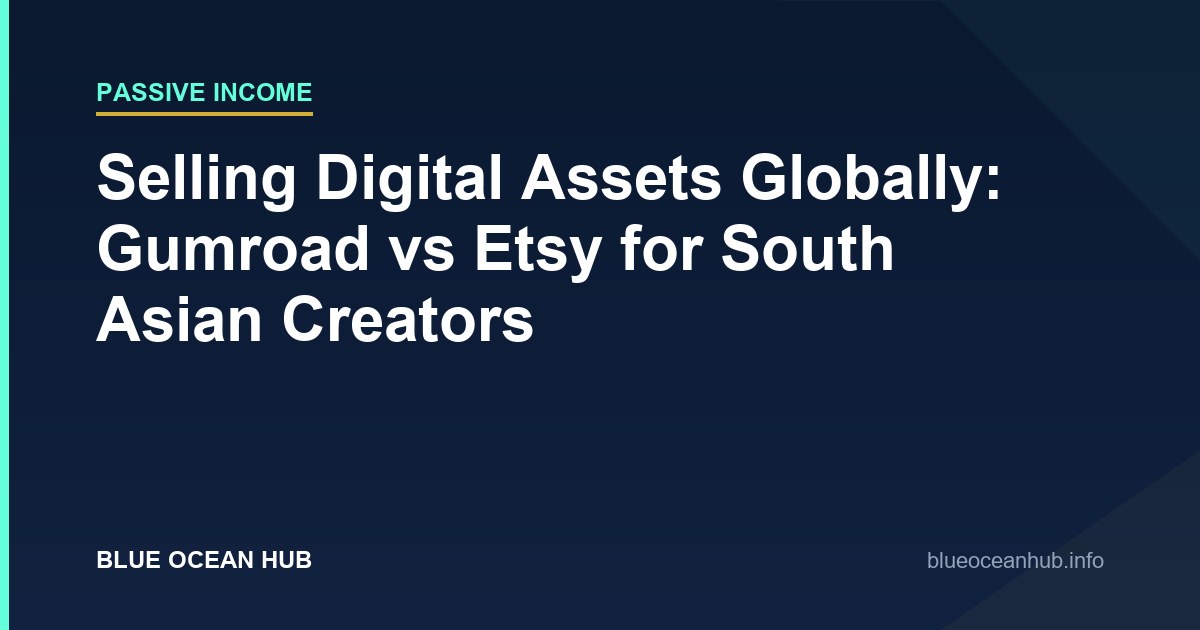 PASSIVE INCOME
Selling Digital Assets Globally:
Gumroad vs Etsy for South
Asian Creators
BLUE OCEAN HUB
blueoceanhub.info